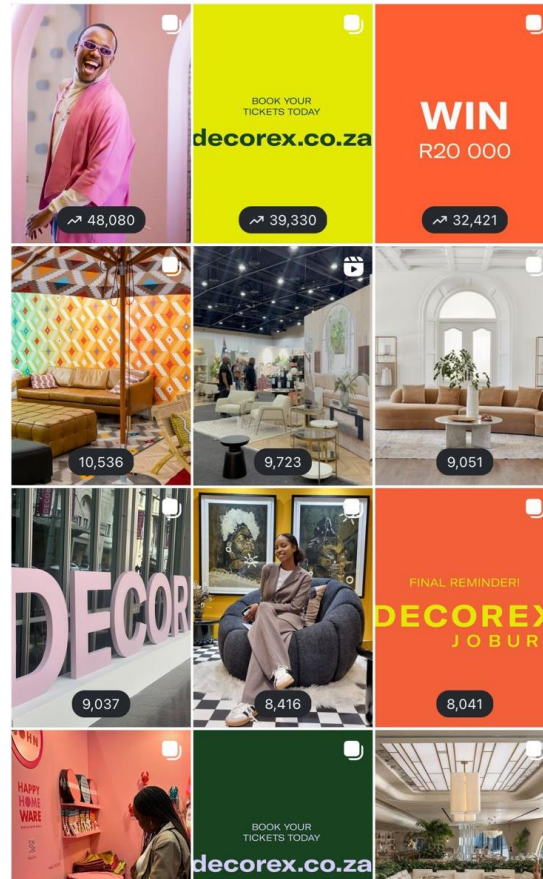 48,080
BOOK YOUR
TICKETS TODAY
decorex.co.za
39,330
WIN
R20 000
32,421
10,536
9,723
9,051
DECOR
9,037
8,416
FINAL REMINDER!
DECOREX
JOBUR
8,041
OHN
HAPPY
HOME
WARE
BOOK YOUR
TICKETS TODAY
decorex.co.za